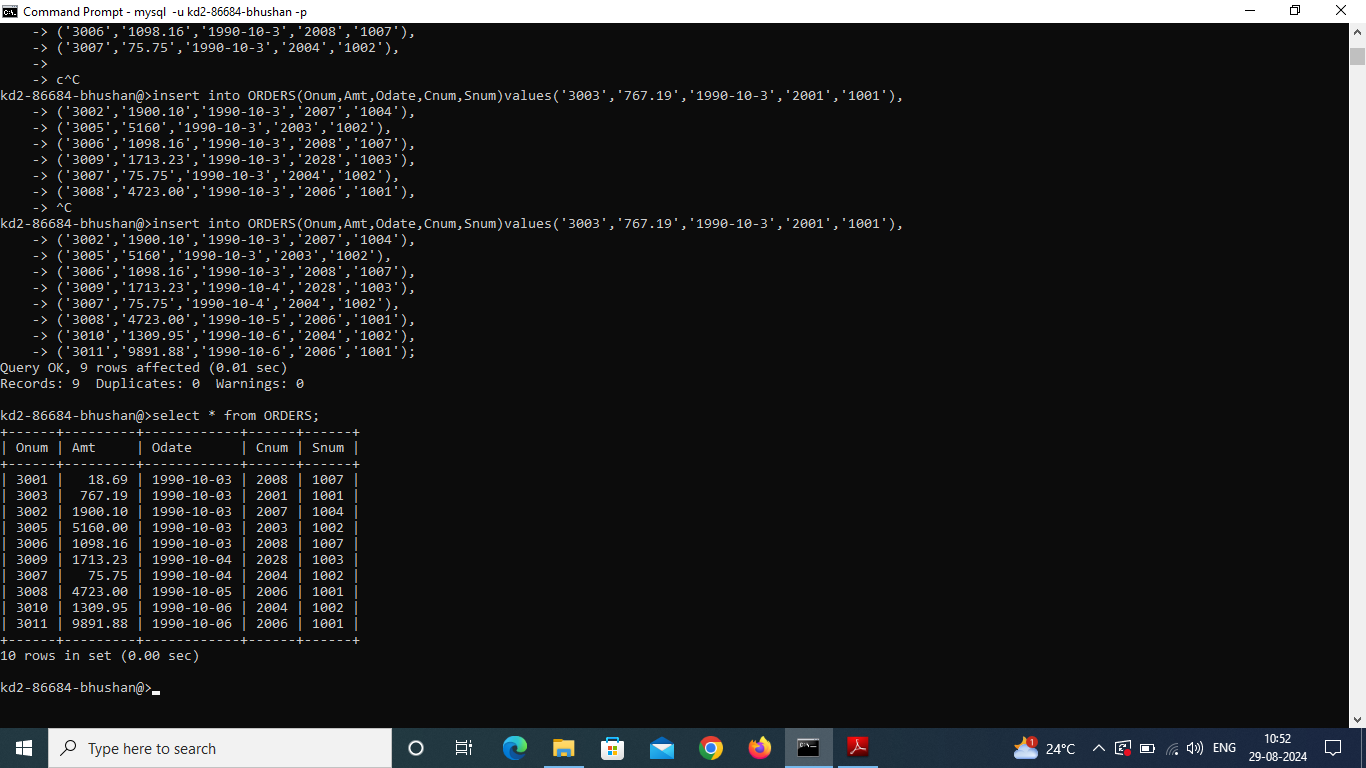 Command Prompt - mysql -u kd2-86684-bhushan -p
-> ('3006','1098.16','1990-10-3','2008','1007'),
-> ('3007','75.75','1990-10-3','2004','1002'),
->
-> c^C
kd2-86684-bhushan@>insert into ORDERS(Onum,Amt,Odate,Cnum,Snum)values('3003','767.19','1990-10-3','2001','1001'),
-> ('3002','1900.10','1990-10-3','2007','1004'),
-> ('3005','5160','1990-10-3','2003','1002'),
-> ('3006','1098.16','1990-10-3','2008','1007'),
-> ('3009','1713.23','1990-10-3','2028','1003'),
-> ('3007','75.75','1990-10-3','2004','1002'),
-> ('3008','4723.00','1990-10-3','2006','1001'),
-> ^C
kd2-86684-bhushan@>insert into ORDERS(Onum,Amt,Odate,Cnum,Snum)values('3003','767.19','1990-10-3','2001','1001'),
-> ('3002','1900.10','1990-10-3','2007','1004'),
-> ('3005','5160','1990-10-3','2003','1002'),
-> ('3006','1098.16','1990-10-3','2008','1007'),
-> ('3009','1713.23','1990-10-4','2028','1003'),
-> ('3007','75.75','1990-10-4','2004','1002'),
-> ('3008','4723.00','1990-10-5','2006','1001'),
-> ('3010','1309.95','1990-10-6','2004','1002'),
-> ('3011','9891.88','1990-10-6','2006','1001');
Query OK, 9 rows affected (0.01 sec)
Records: 9  Duplicates: 0  Warnings: 0
kd2-86684-bhushan@>select * from ORDERS;
+------+---------+------------+------+------+
| Onum | Amt     | Odate      | Cnum | Snum |
+------+---------+------------+------+------+
| 3001 |   18.69 | 1990-10-03 | 2008 | 1007 |
| 3003 |  767.19 | 1990-10-03 | 2001 | 1001 |
| 3002 | 1900.10 | 1990-10-03 | 2007 | 1004 |
| 3005 | 5160.00 | 1990-10-03 | 2003 | 1002 |
| 3006 | 1098.16 | 1990-10-03 | 2008 | 1007 |
| 3009 | 1713.23 | 1990-10-04 | 2028 | 1003 |
| 3007 |   75.75 | 1990-10-04 | 2004 | 1002 |
| 3008 | 4723.00 | 1990-10-05 | 2006 | 1001 |
| 3010 | 1309.95 | 1990-10-06 | 2004 | 1002 |
| 3011 | 9891.88 | 1990-10-06 | 2006 | 1001 |
+------+---------+------------+------+------+
10 rows in set (0.00 sec)
kd2-86684-bhushan@>
Type here to search
1
24°C
ENG
10:52
29-08-2024